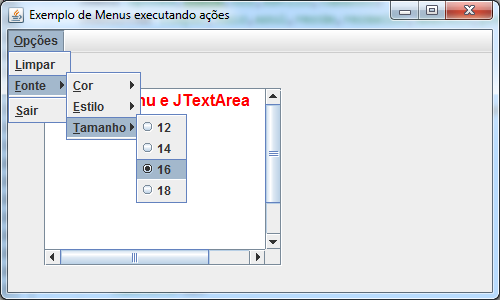 Exemplo de Menus executando ações
Opções
Limpar
Fonte
Sair
Cor
Estilo
Tamanho
12
14
16
18
nu e JTextArea